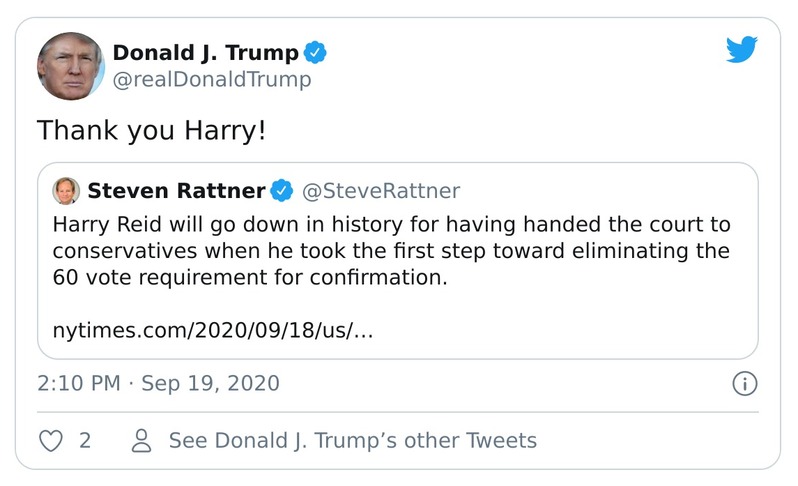 Donald J. Trump
@realDonaldTrump
Thank you Harry!
Steven Rattner @SteveRattner
Harry Reid will go down in history for having handed the court to
conservatives when he took the first step toward eliminating the
60 vote requirement for confirmation.
nytimes.com/2020/09/18/us/…
2:10 PM · Sep 19, 2020
2 See Donald J. Trump’s other Tweets